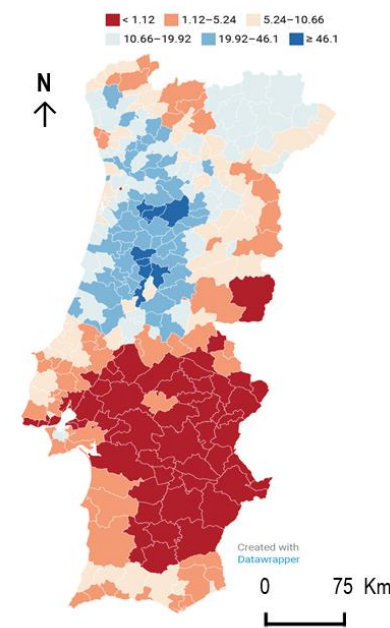 < 1.12 1.12–5.24 5.24–10.66
10.66–19.92 19.92–46.1 ≥ 46.1
N
Created with
Datawrapper
0 75 Km